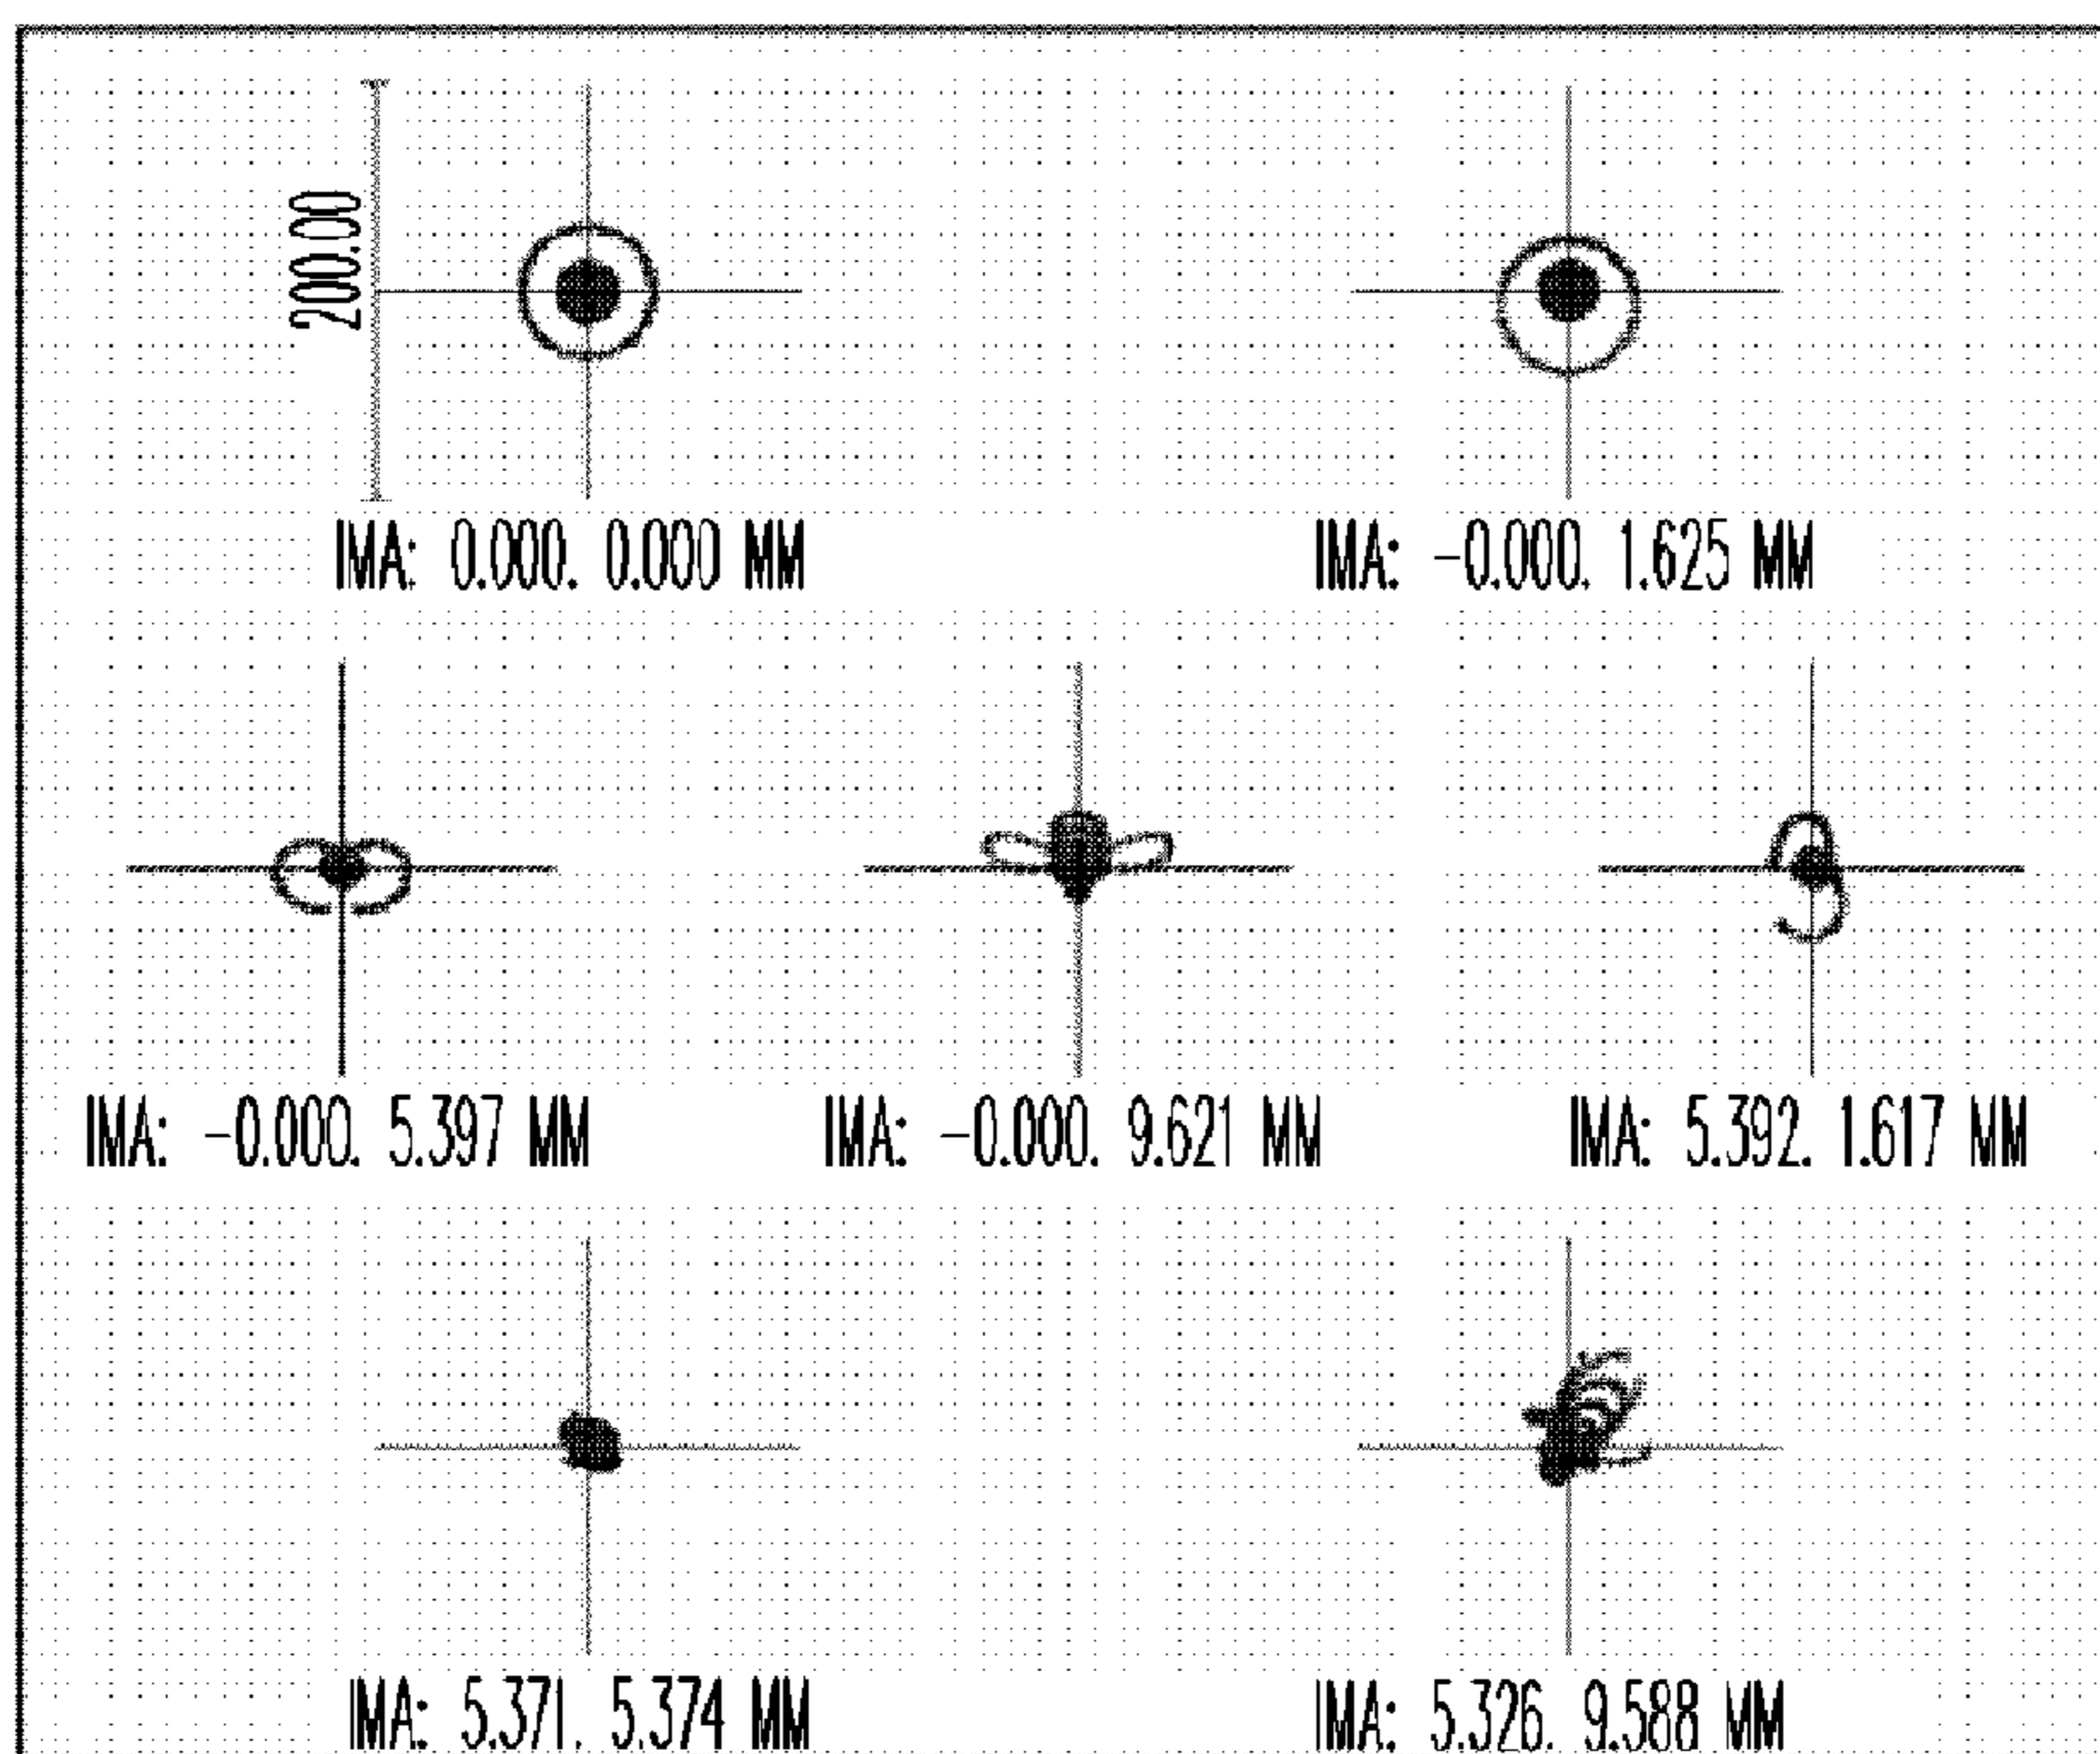 200.00
IMA: 0.000. 0.000 MM
IMA: -0.000. 1.625 MM
IMA: -0.000. 5.397 MM
IMA: -0.000. 9.621 MM
IMA: 5.392. 1.617 MM
IMA: 5.371. 5.374 MM
IMA: 5.326. 9.588 MM